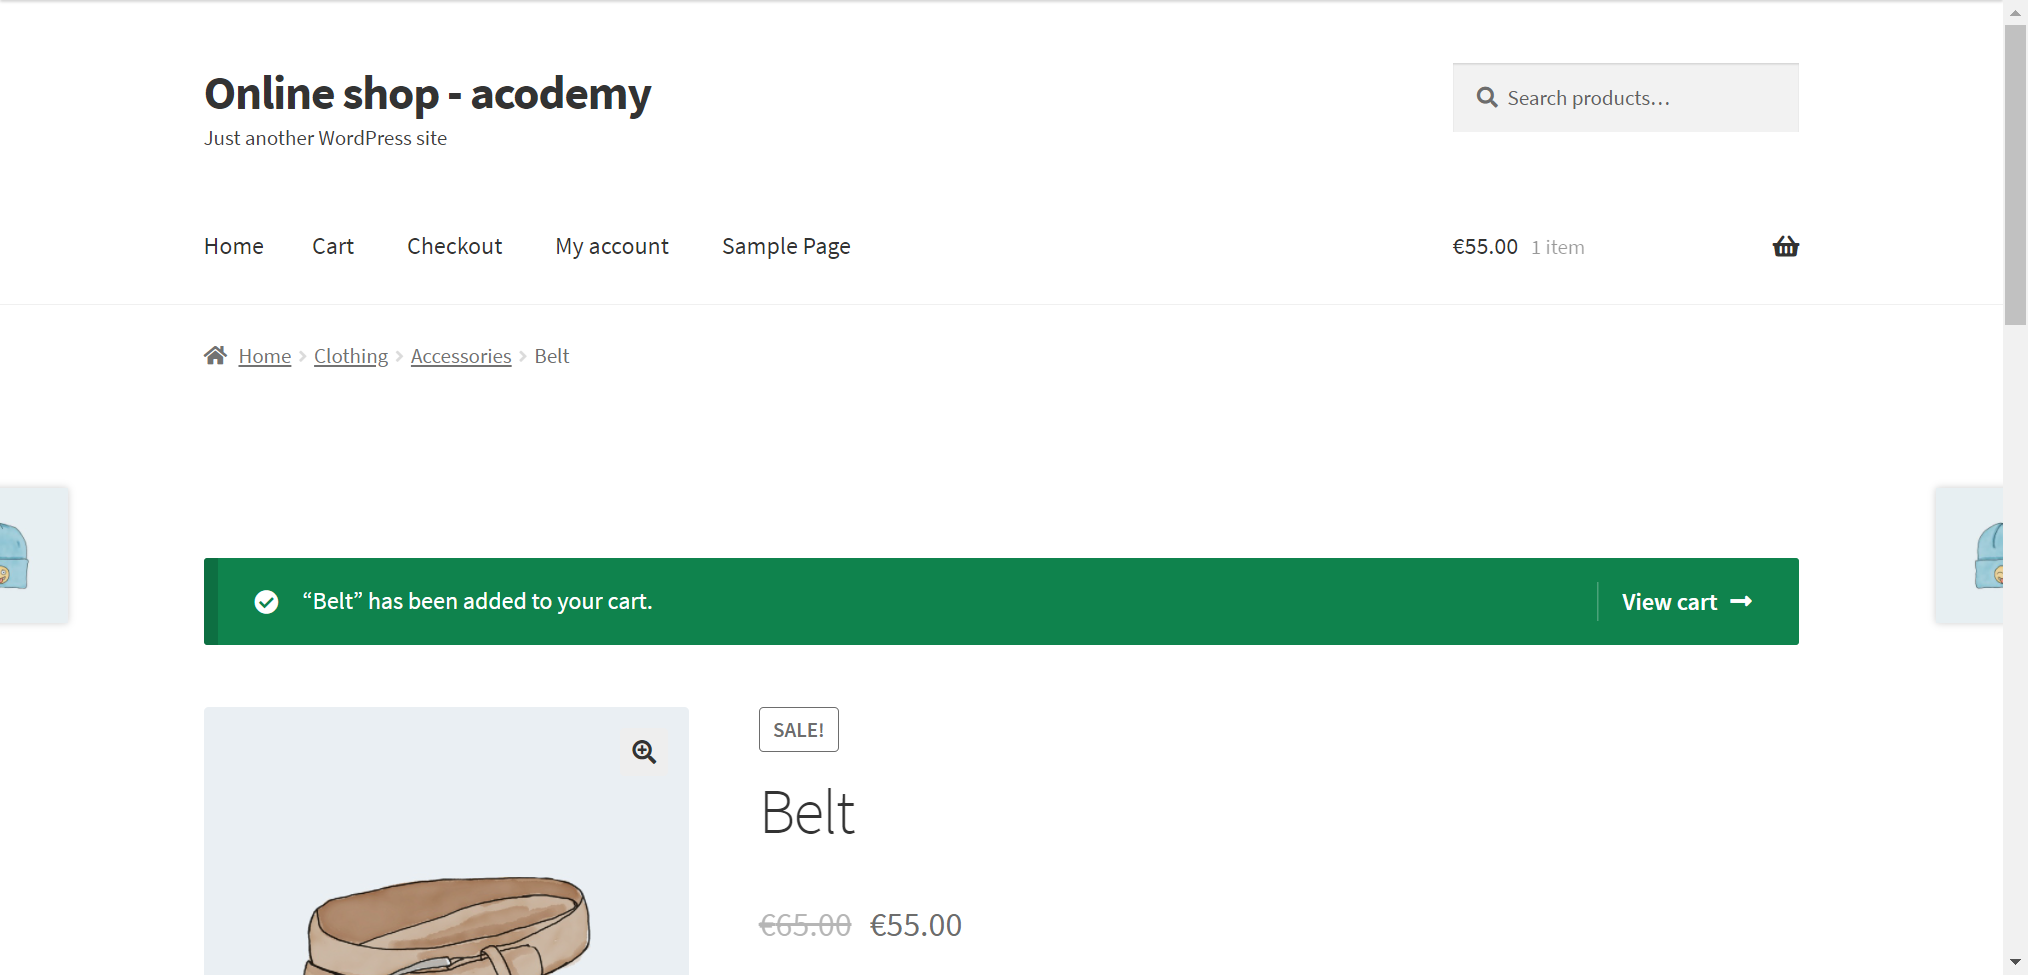 Online shop - acodemy
Just another WordPress site
Search products…
Home Cart Checkout My account Sample Page €55.00 1 item
Home Clothing Accessories Belt
“Belt” has been added to your cart. View cart
SALE!
Belt
€65.00 €55.00